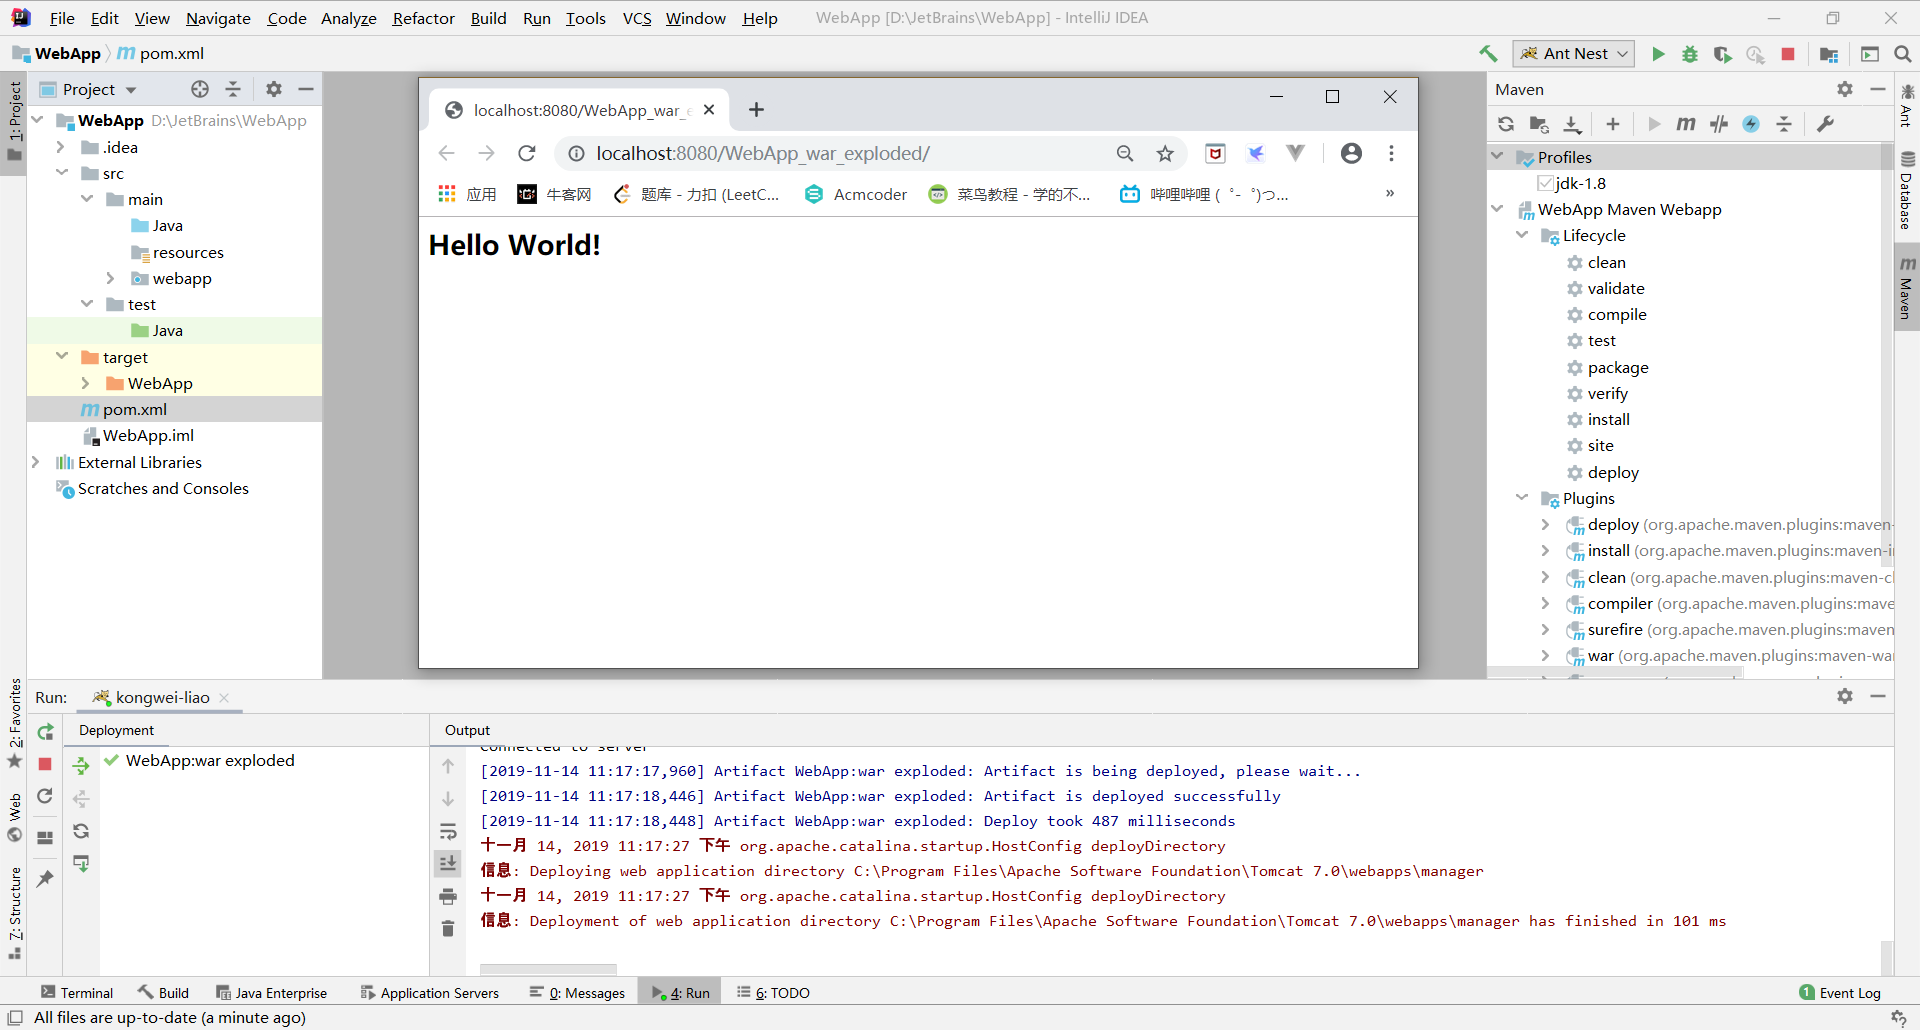 File Edit View Navigate Code Analyze Refactor Build Run Tools VCS Window Help WebApp [D:\JetBrains\WebApp] - IntelliJ IDEA
WebApp pom.xml
Ant Nest
1: Project
2: Favorites
Web
7: Structure
Project
WebApp D:\JetBrains\WebApp
.idea
src
main
Java
resources
webapp
test
Java
target
WebApp
pom.xml
WebApp.iml
External Libraries
Scratches and Consoles
localhost:8080/WebApp_war_e
localhost:8080/WebApp_war_exploded/
应用 牛客网 题库 - 力扣 (LeetC... Acmcoder 菜鸟教程 - 学的不... 哔哩哔哩 ( ゜- ゜)つ... »
Hello World!
Maven
Profiles
jdk-1.8
WebApp Maven Webapp
Lifecycle
clean
validate
compile
test
package
verify
install
site
deploy
Plugins
deploy (org.apache.maven.plugins:maven-
install (org.apache.maven.plugins:maven-i
clean (org.apache.maven.plugins:maven-cl
compiler (org.apache.maven.plugins:mave
surefire (org.apache.maven.plugins:maven
war (org.apache.maven.plugins:maven-wa
Ant
Database
Maven
Run: kongwei-liao
Deployment
WebApp:war exploded
Output
Connected to server
[2019-11-14 11:17:17,960] Artifact WebApp:war exploded: Artifact is being deployed, please wait...
[2019-11-14 11:17:18,446] Artifact WebApp:war exploded: Artifact is deployed successfully
[2019-11-14 11:17:18,448] Artifact WebApp:war exploded: Deploy took 487 milliseconds
十一月 14, 2019 11:17:27 下午 org.apache.catalina.startup.HostConfig deployDirectory
信息: Deploying web application directory C:\Program Files\Apache Software Foundation\Tomcat 7.0\webapps\manager
十一月 14, 2019 11:17:27 下午 org.apache.catalina.startup.HostConfig deployDirectory
信息: Deployment of web application directory C:\Program Files\Apache Software Foundation\Tomcat 7.0\webapps\manager has finished in 101 ms
Terminal Build Java Enterprise Application Servers 0: Messages 4: Run 6: TODO 1 Event Log
All files are up-to-date (a minute ago)